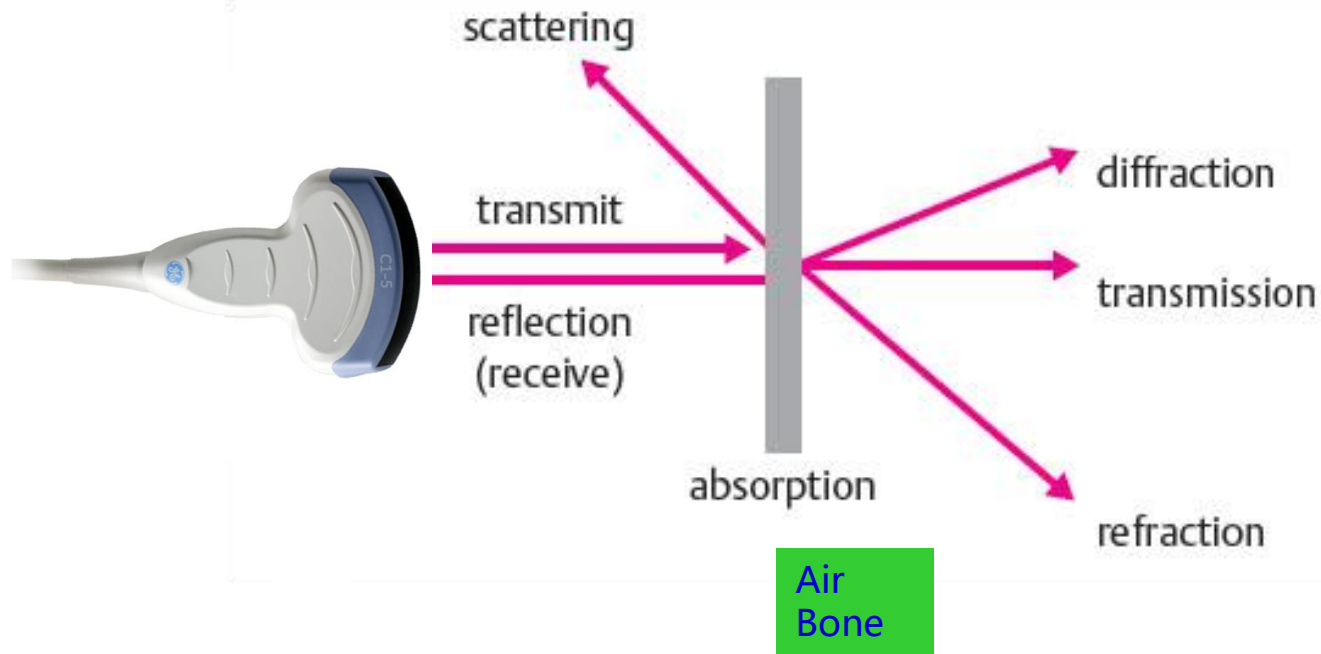 scattering
transmit
reflection
(receive)
C1-5
absorption
diffraction
transmission
refraction
Air
Bone